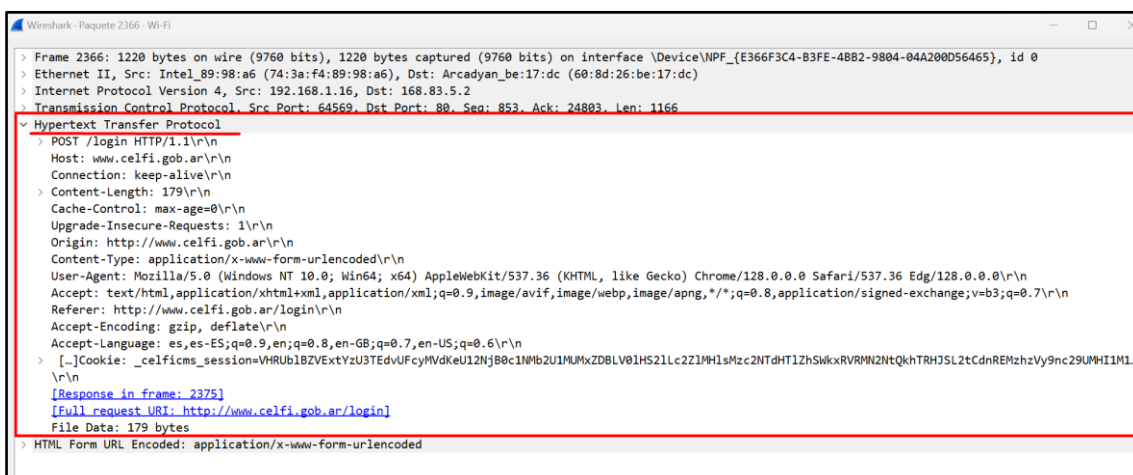 Wireshark · Paquete 2366 · Wi-Fi
> Frame 2366: 1220 bytes on wire (9760 bits), 1220 bytes captured (9760 bits) on interface \Device\NPF_{E366F3C4-B3FE-4BB2-9804-04A200D56465}, id 0
> Ethernet II, Src: Intel_89:98:a6 (74:3a:f4:89:98:a6), Dst: Arcadyan_be:17:dc (60:8d:26:be:17:dc)
> Internet Protocol Version 4, Src: 192.168.1.16, Dst: 168.83.5.2
> Transmission Control Protocol, Src Port: 64569, Dst Port: 80, Seq: 853, Ack: 24803, Len: 1166
Hypertext Transfer Protocol
> POST /login HTTP/1.1\r\n
Host: www.celfi.gob.ar\r\n
Connection: keep-alive\r\n
> Content-Length: 179\r\n
Cache-Control: max-age=0\r\n
Upgrade-Insecure-Requests: 1\r\n
Origin: http://www.celfi.gob.ar\r\n
Content-Type: application/x-www-form-urlencoded\r\n
User-Agent: Mozilla/5.0 (Windows NT 10.0; Win64; x64) AppleWebKit/537.36 (KHTML, like Gecko) Chrome/128.0.0.0 Safari/537.36 Edg/128.0.0.0\r\n
Accept: text/html,application/xhtml+xml,application/xml;q=0.9,image/avif,image/webp,image/apng,*/*;q=0.8,application/signed-exchange;v=b3;q=0.7\r\n
Referer: http://www.celfi.gob.ar/login\r\n
Accept-Encoding: gzip, deflate\r\n
Accept-Language: es,es-ES;q=0.9,en;q=0.8,en-GB;q=0.7,en-US;q=0.6\r\n
> […]Cookie:
\r\n
[Response in frame: 2375]
[Full request URI: http://www.celfi.gob.ar/login]
File Data: 179 bytes
> HTML Form URL Encoded: application/x-www-form-urlencoded